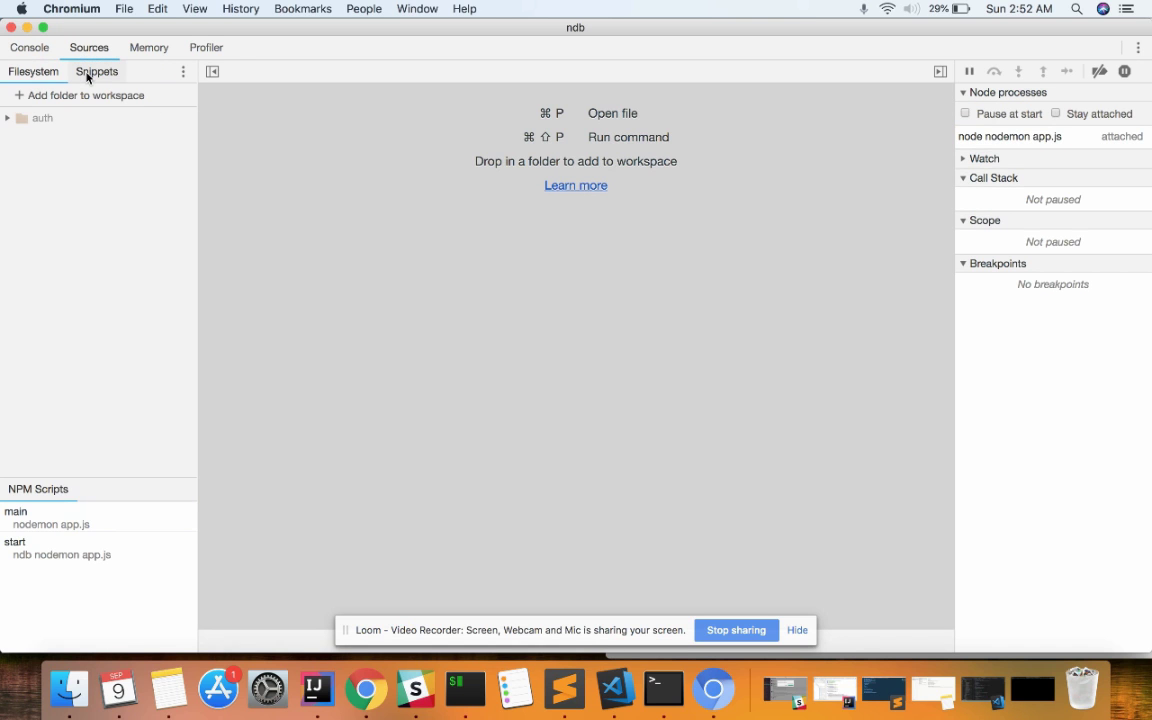 Chromium File Edit View History Bookmarks People Window Help 29% Sun 2:52 AM
ndb
Console Sources Memory Profiler
Filesystem Snippets
+ Add folder to workspace
auth
⌘ P Open file
⌘ ⇧ P Run command
Drop in a folder to add to workspace
Learn more
Node processes
Pause at start Stay attached
node nodemon app.js attached
Watch
Call Stack
Not paused
Scope
Not paused
Breakpoints
No breakpoints
NPM Scripts
main
nodemon app.js
start
ndb nodemon app.js
Loom - Video Recorder: Screen, Webcam and Mic is sharing your screen. Stop sharing Hide
SEP
9
1
IJ
$
>_